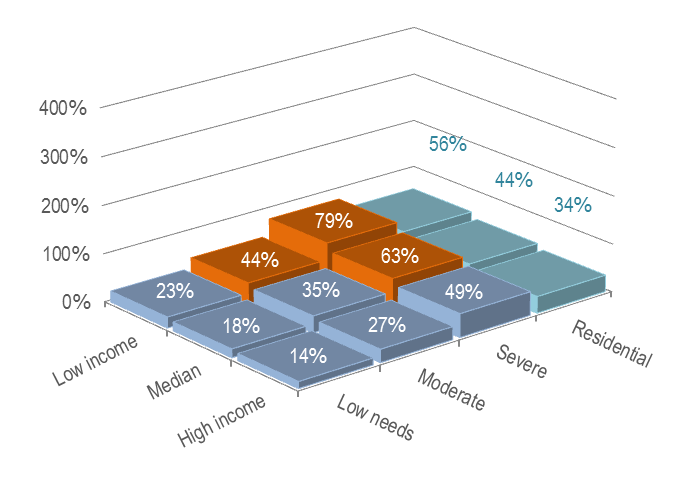 400%
300%
200%
100%
0%
56%
44%
34%
79%
63%
49%
44%
35%
27%
23%
18%
14%
Low income
Median
High income
Low needs
Moderate
Severe
Residential